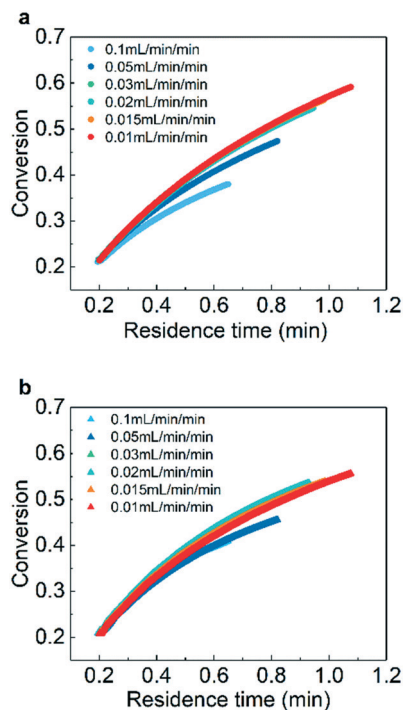 a
0.7
0.1mL/min/min
0.05mL/min/min
0.6
0.03mL/min/min
0.02mL/min/min
0.015mL/min/min
0.5
0.01mL/min/min
Conversion
0.4
0.3
0.2
0.2 0.4 0.6 0.8 1.0 1.2
Residence time (min)
b
0.7
0.1mL/min/min
0.05mL/min/min
0.6
0.03mL/min/min
0.02mL/min/min
0.015mL/min/min
0.5
0.01mL/min/min
Conversion
0.4
0.3
0.2
0.2 0.4 0.6 0.8 1.0 1.2
Residence time (min)